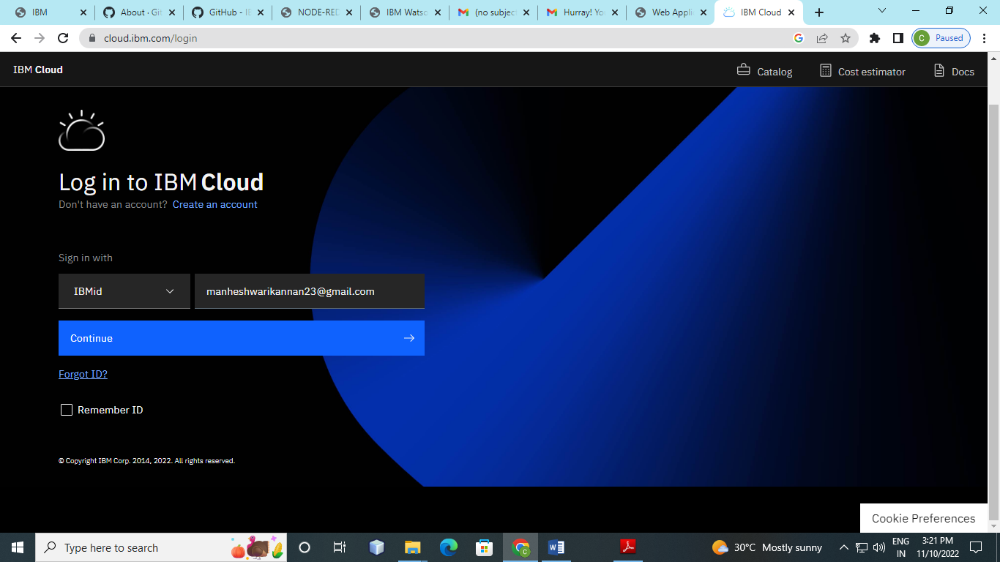 IBM
About · Git
GitHub - IE
NODE-RED
IBM Watso
(no subject
Hurray! Yo
Web Appli
IBM Cloud
cloud.ibm.com/login
C Paused
IBM Cloud
Catalog
Cost estimator
Docs
Log in to IBM Cloud
Don't have an account? Create an account
Sign in with
IBMid
manheshwarikannan23@gmail.com
Continue
Forgot ID?
Remember ID
© Copyright IBM Corp. 2014, 2022. All rights reserved.
Cookie Preferences
Type here to search
30°C Mostly sunny
ENG
IN
3:21 PM
11/10/2022